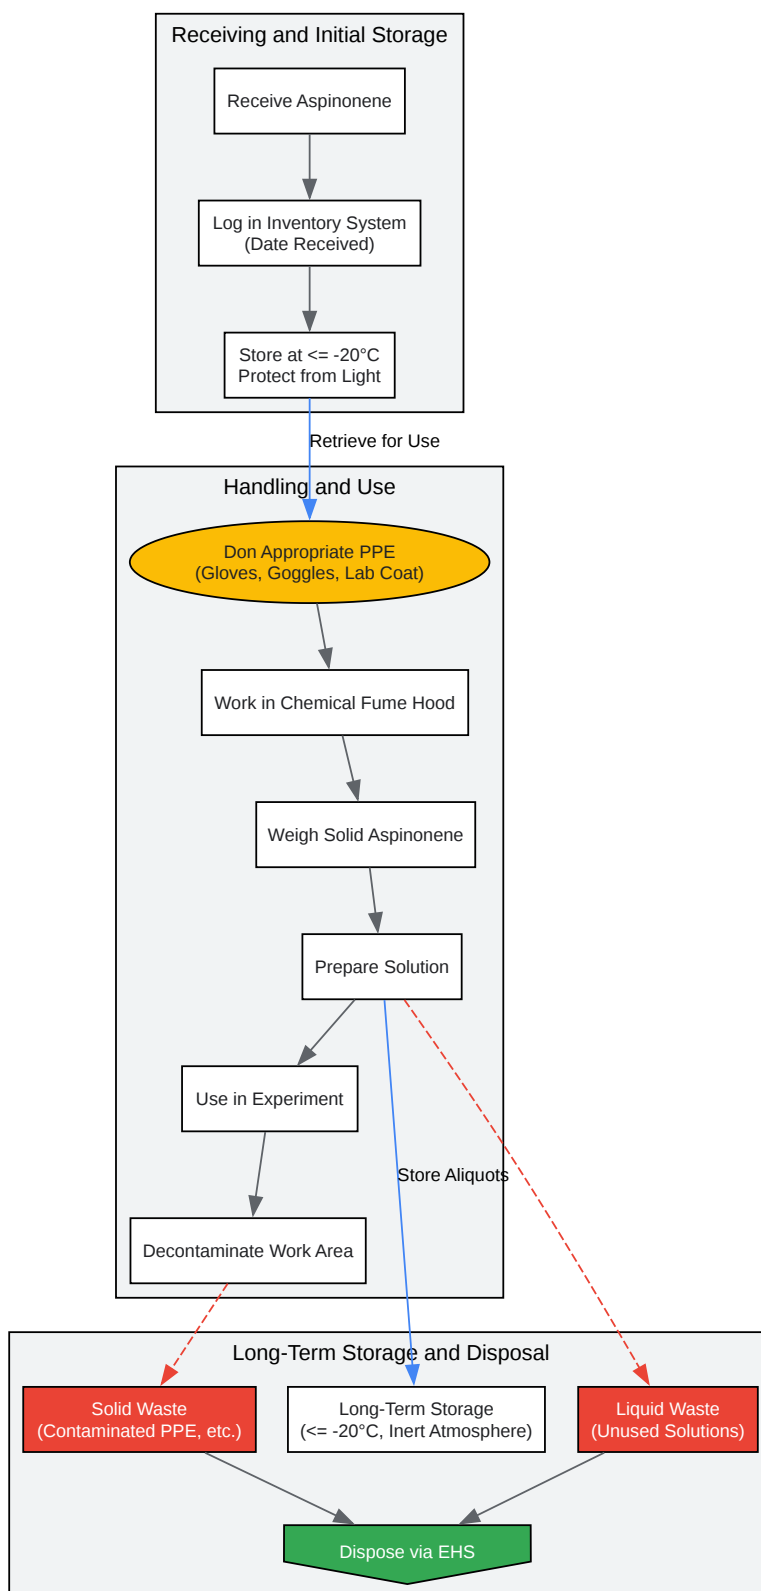 Receiving and Initial Storage
Receive Aspinonene
Log in Inventory System
(Date Received)
Store at <= -20°C
Protect from Light
Retrieve for Use
Handling and Use
Don Appropriate PPE
(Gloves, Goggles, Lab Coat)
Work in Chemical Fume Hood
Weigh Solid Aspinonene
Prepare Solution
Use in Experiment
Store Aliquots
Decontaminate Work Area
Long-Term Storage and Disposal
Solid Waste
(Contaminated PPE, etc.)
Long-Term Storage
(<= -20°C, Inert Atmosphere)
Liquid Waste
(Unused Solutions)
Dispose via EHS